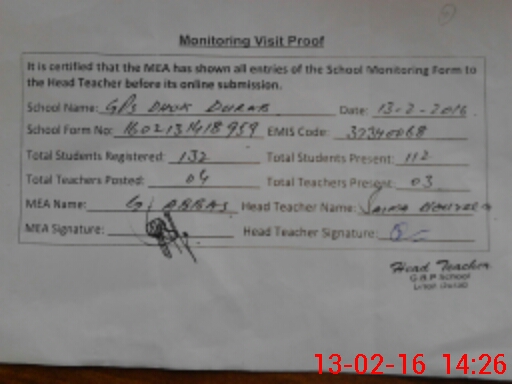 Monitoring Visit Proof
It is certified that the MEA has shown all entries of the School Monitoring Form to
the Head Teacher before its online submission.
School Name: GPS DHOK Date: 13-2-2016
School Form No: 1602131418959 EMIS Code: 37340068
Total Students Registered: 132 Total Students Present: 112
Total Teachers Posted: 04 Total Teachers Present: 03
MEA Name: G. ABBAS Head Teacher Name: Saima
MEA Signature: Head Teacher Signature:
Head Teacher
G.B.P School
13-02-16 14:26